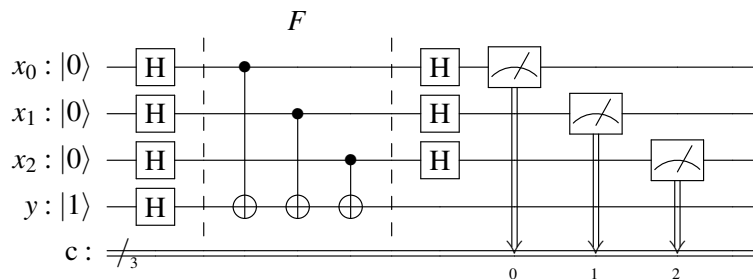 F
x₀ : |0⟩ H H
x₁ : |0⟩ H H
x₂ : |0⟩ H H
y : |1⟩ H
c : 3
0 1 2